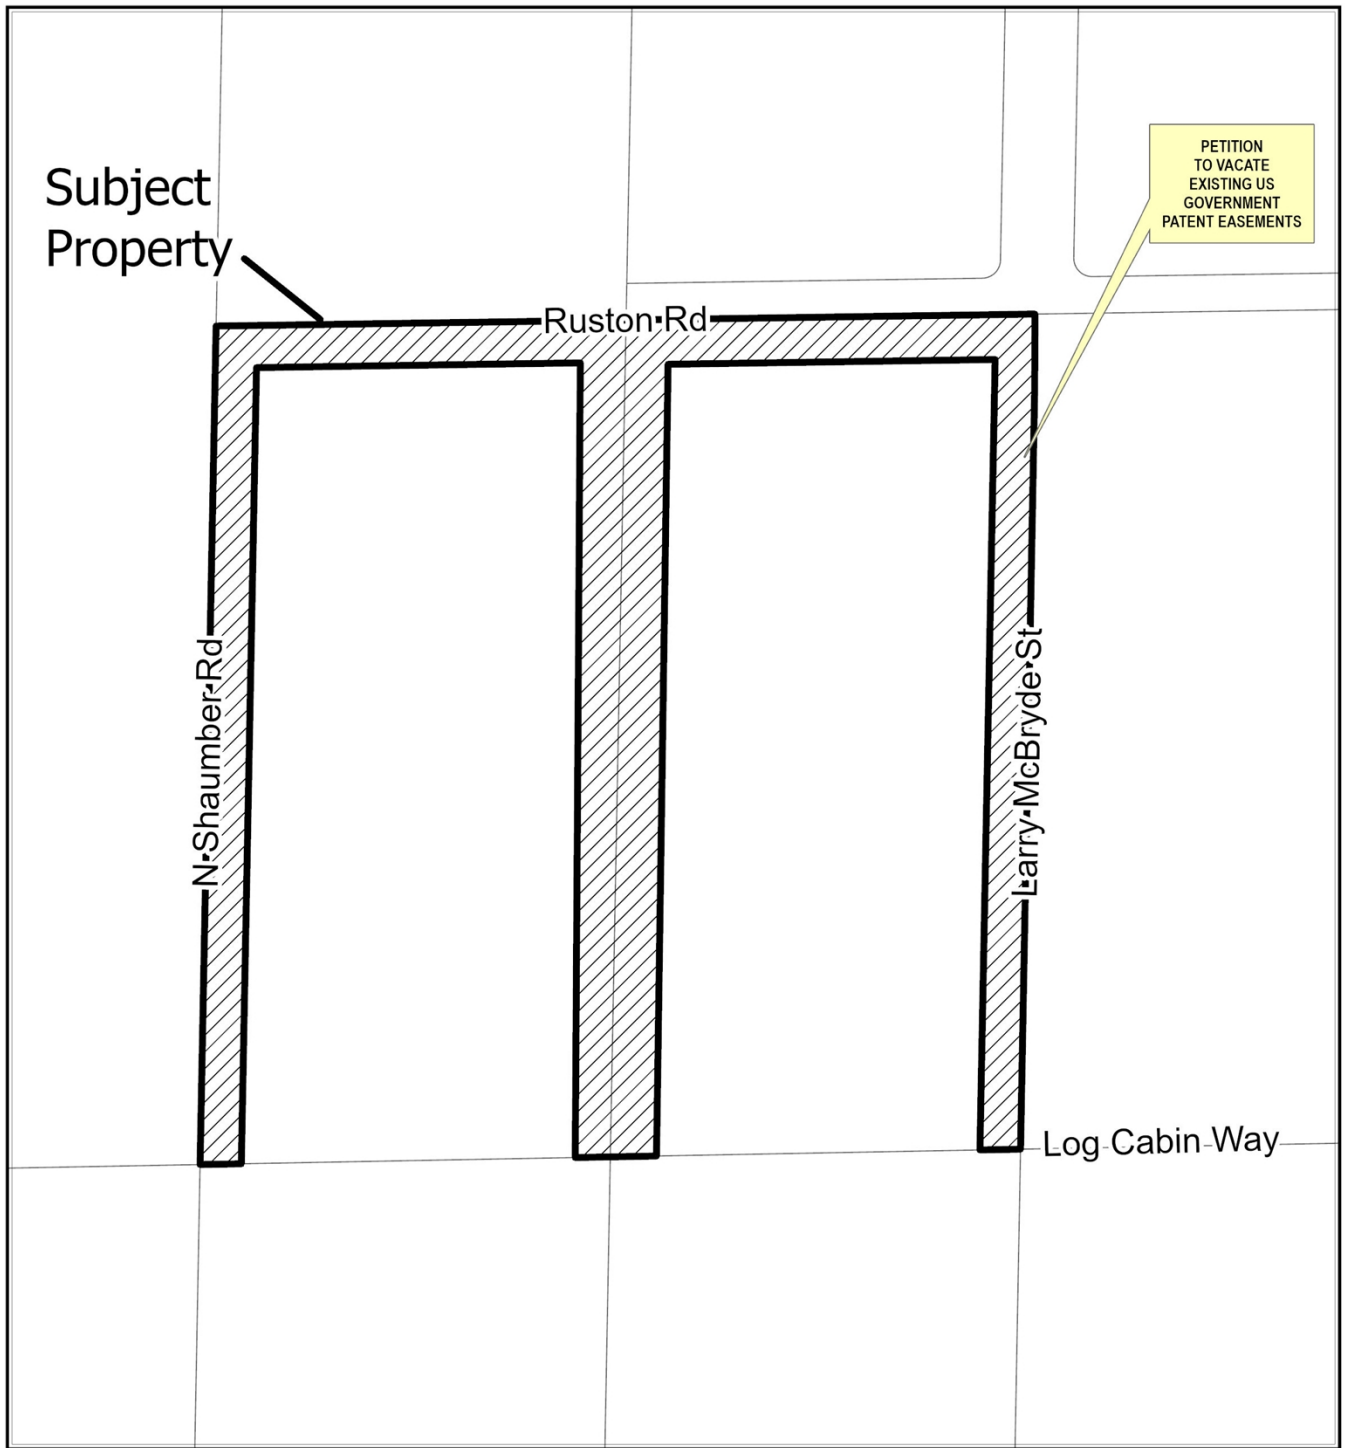 Subject
Property
PETITION
TO VACATE
EXISTING US
GOVERNMENT
PATENT EASEMENTS
Ruston Rd
N Shaumber Rd
Larry McBryde St
Log Cabin Way